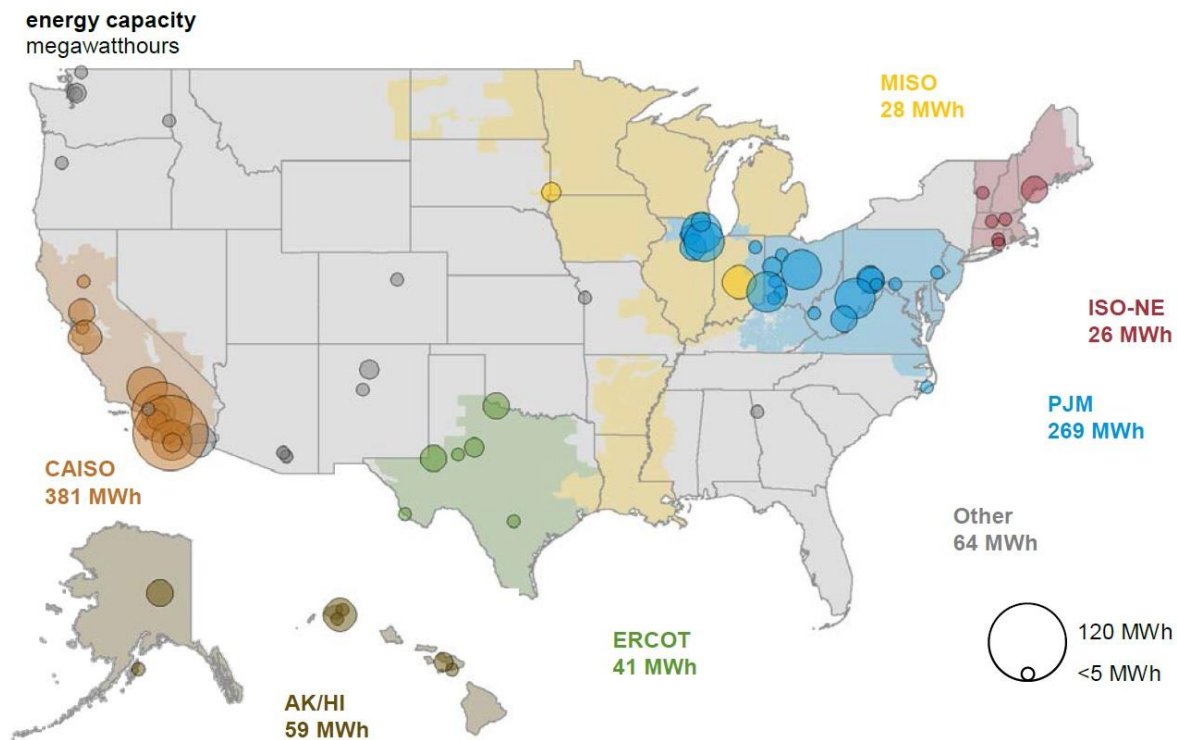 energy capacity
megawatthours
MISO
28 MWh
ISO-NE
26 MWh
PJM
269 MWh
CAISO
381 MWh
Other
64 MWh
120 MWh
<5 MWh
ERCOT
41 MWh
AK/HI
59 MWh